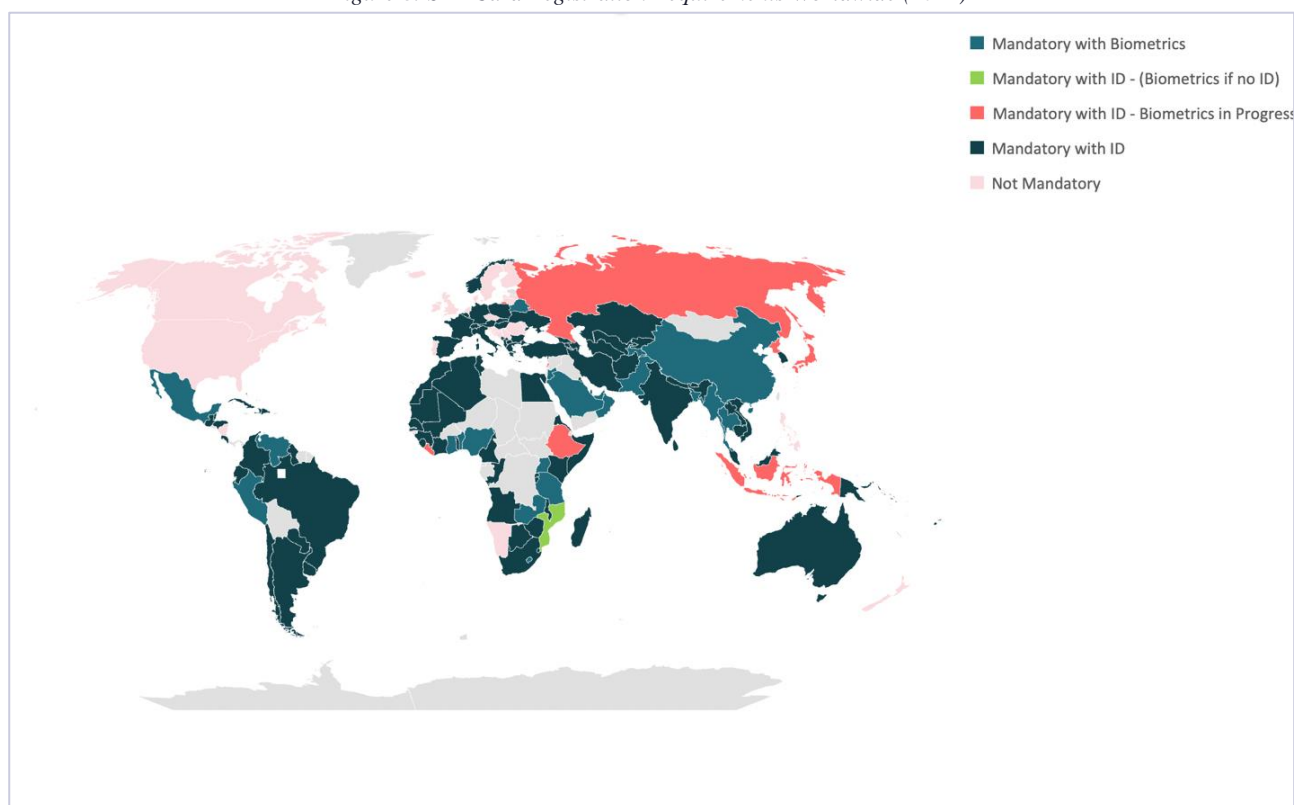 Mandatory with Biometrics
Mandatory with ID - (Biometrics if no ID)
Mandatory with ID - Biometrics in Progress
Mandatory with ID
Not Mandatory